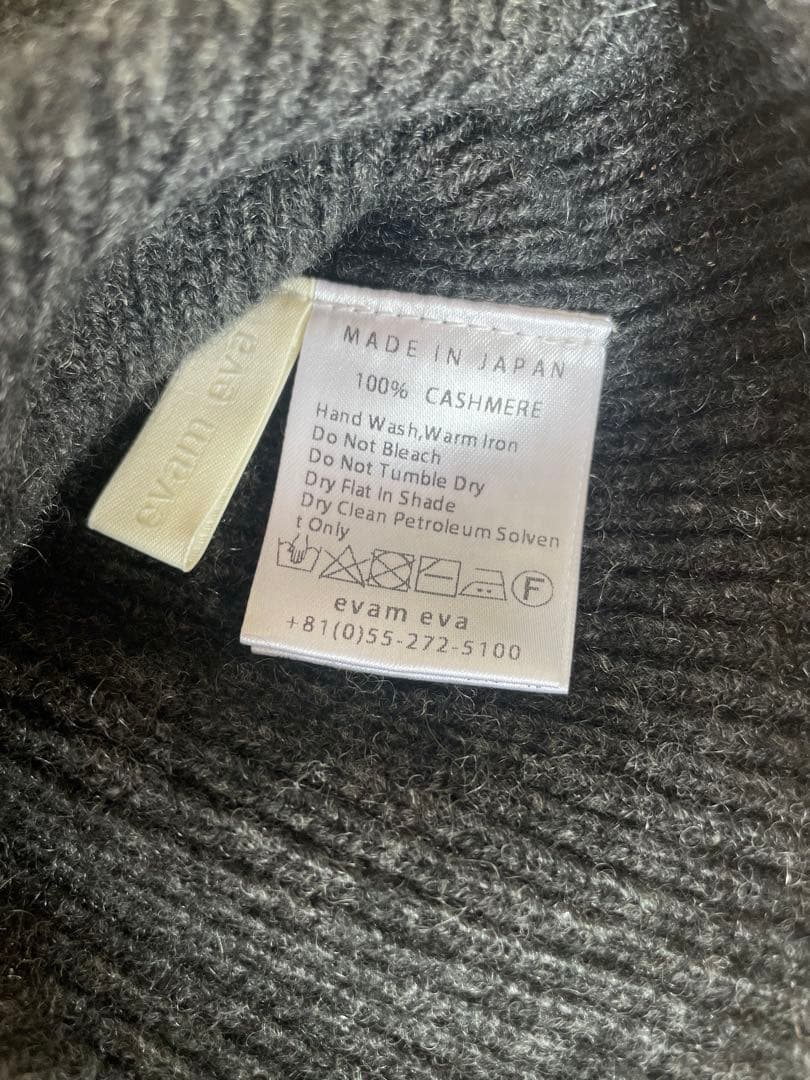 evam eva
MADE IN JAPAN
100% CASHMERE
Hand Wash,Warm Iron
Do Not Bleach
Do Not Tumble Dry
Dry Flat In Shade
Dry Clean Petroleum Solven
t Only
F
evam eva
+81(0)55-272-5100